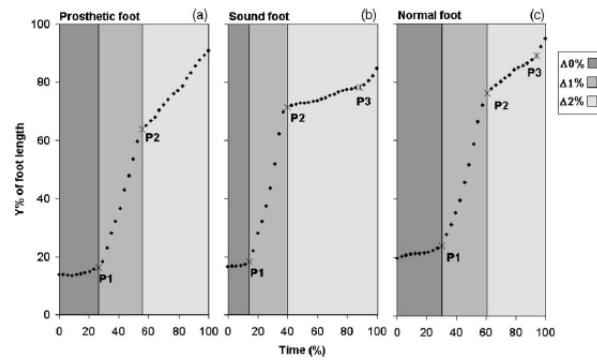 Prosthetic foot (a)
Sound foot (b)
Normal foot (c)
Y% of foot length
100
80
60
40
20
0
P1
P2
P1
P2
P3
P1
P2
P3
Δ0%
Δ1%
Δ2%
0 20 40 60 80 100
0 20 40 60 80 100
0 20 40 60 80 100
Time (%)